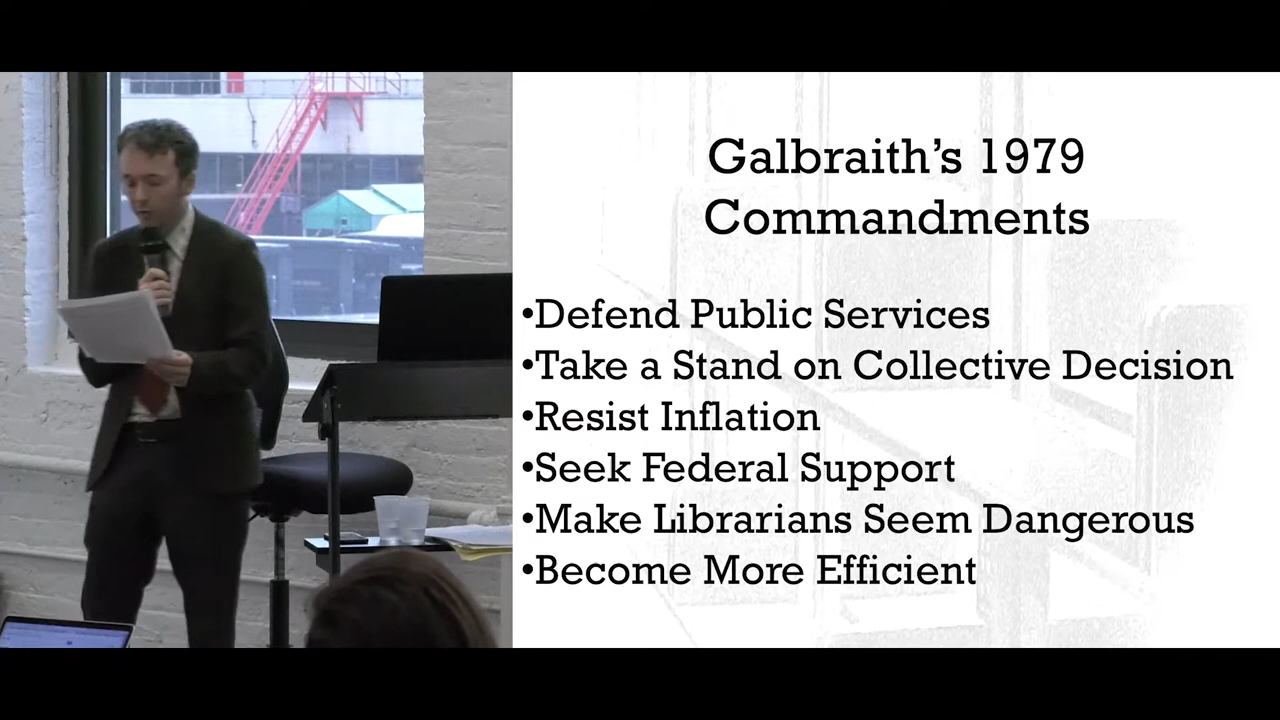 Galbraith's 1979
Commandments
•Defend Public Services
•Take a Stand on Collective Decision
•Resist Inflation
•Seek Federal Support
•Make Librarians Seem Dangerous
•Become More Efficient